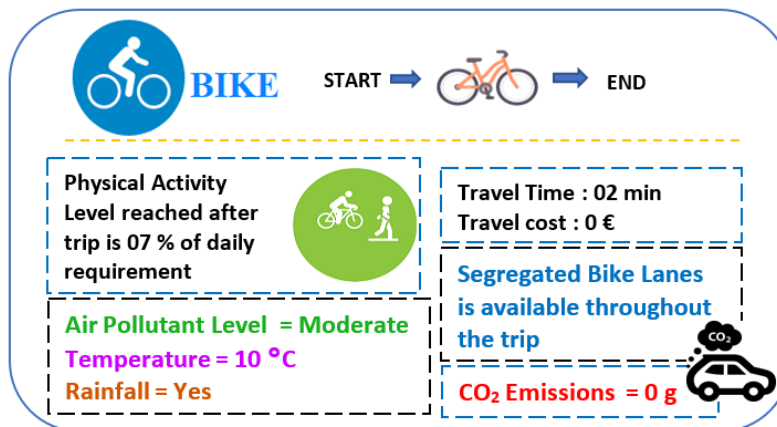 BIKE
START
END
Physical Activity
Level reached after
trip is 07 % of daily
requirement
Travel Time : 02 min
Travel cost : 0 €
Segregated Bike Lanes
is available throughout
the trip
Air Pollutant Level = Moderate
Temperature = 10 °C
Rainfall = Yes
CO₂
CO₂ Emissions = 0 g